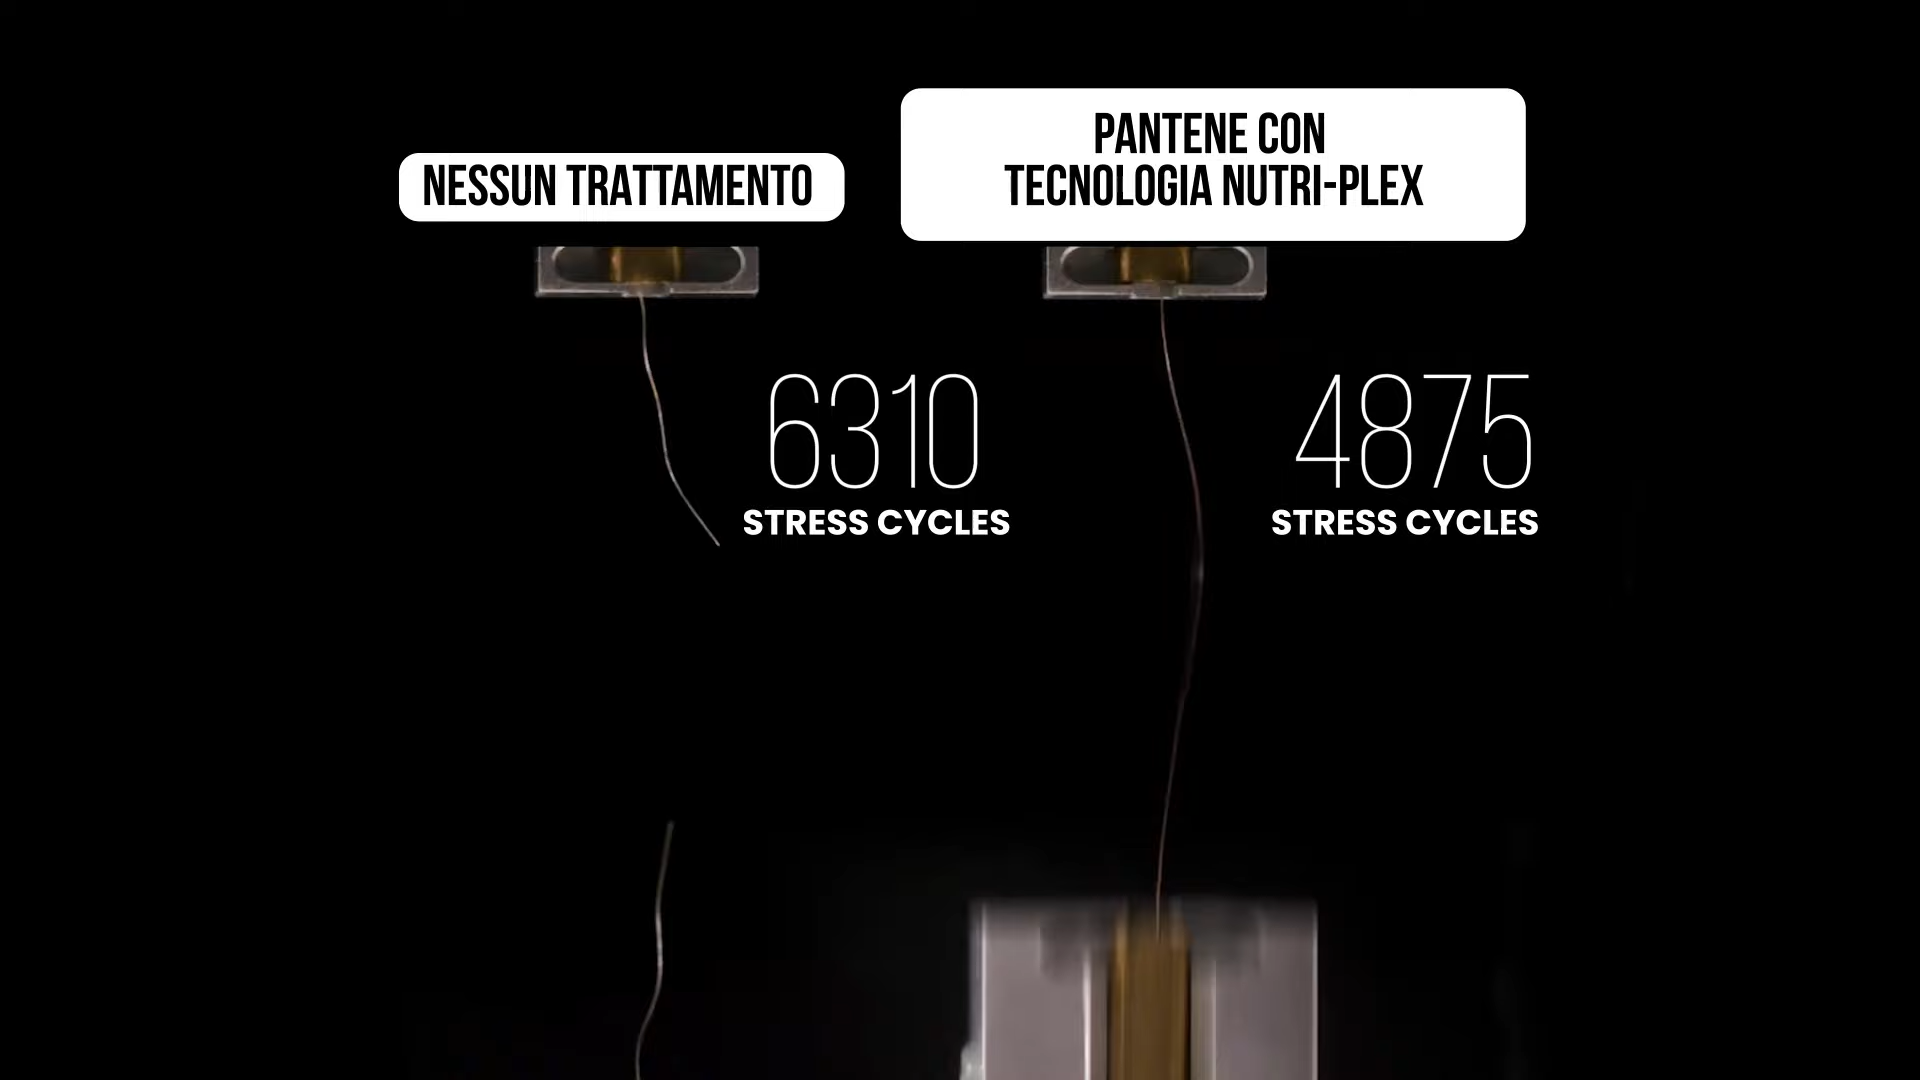 NESSUN TRATTAMENTO
PANTENE CON
TECNOLOGIA NUTRI-PLEX
6310
STRESS CYCLES
4875
STRESS CYCLES